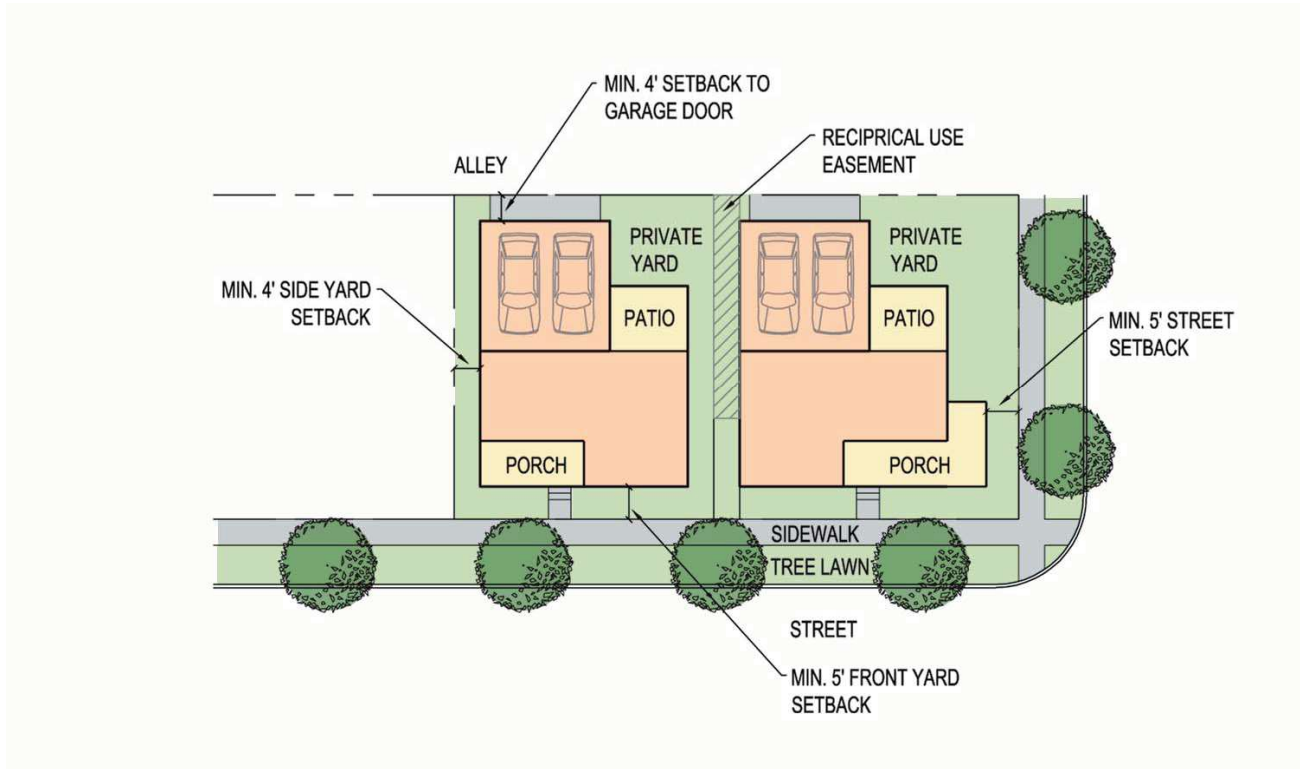 MIN. 4' SETBACK TO
GARAGE DOOR
RECIPRICAL USE
EASEMENT
ALLEY
PRIVATE
YARD
PRIVATE
YARD
MIN. 4' SIDE YARD
SETBACK
PATIO
PATIO
MIN. 5' STREET
SETBACK
PORCH
PORCH
SIDEWALK
TREE LAWN
STREET
MIN. 5' FRONT YARD
SETBACK